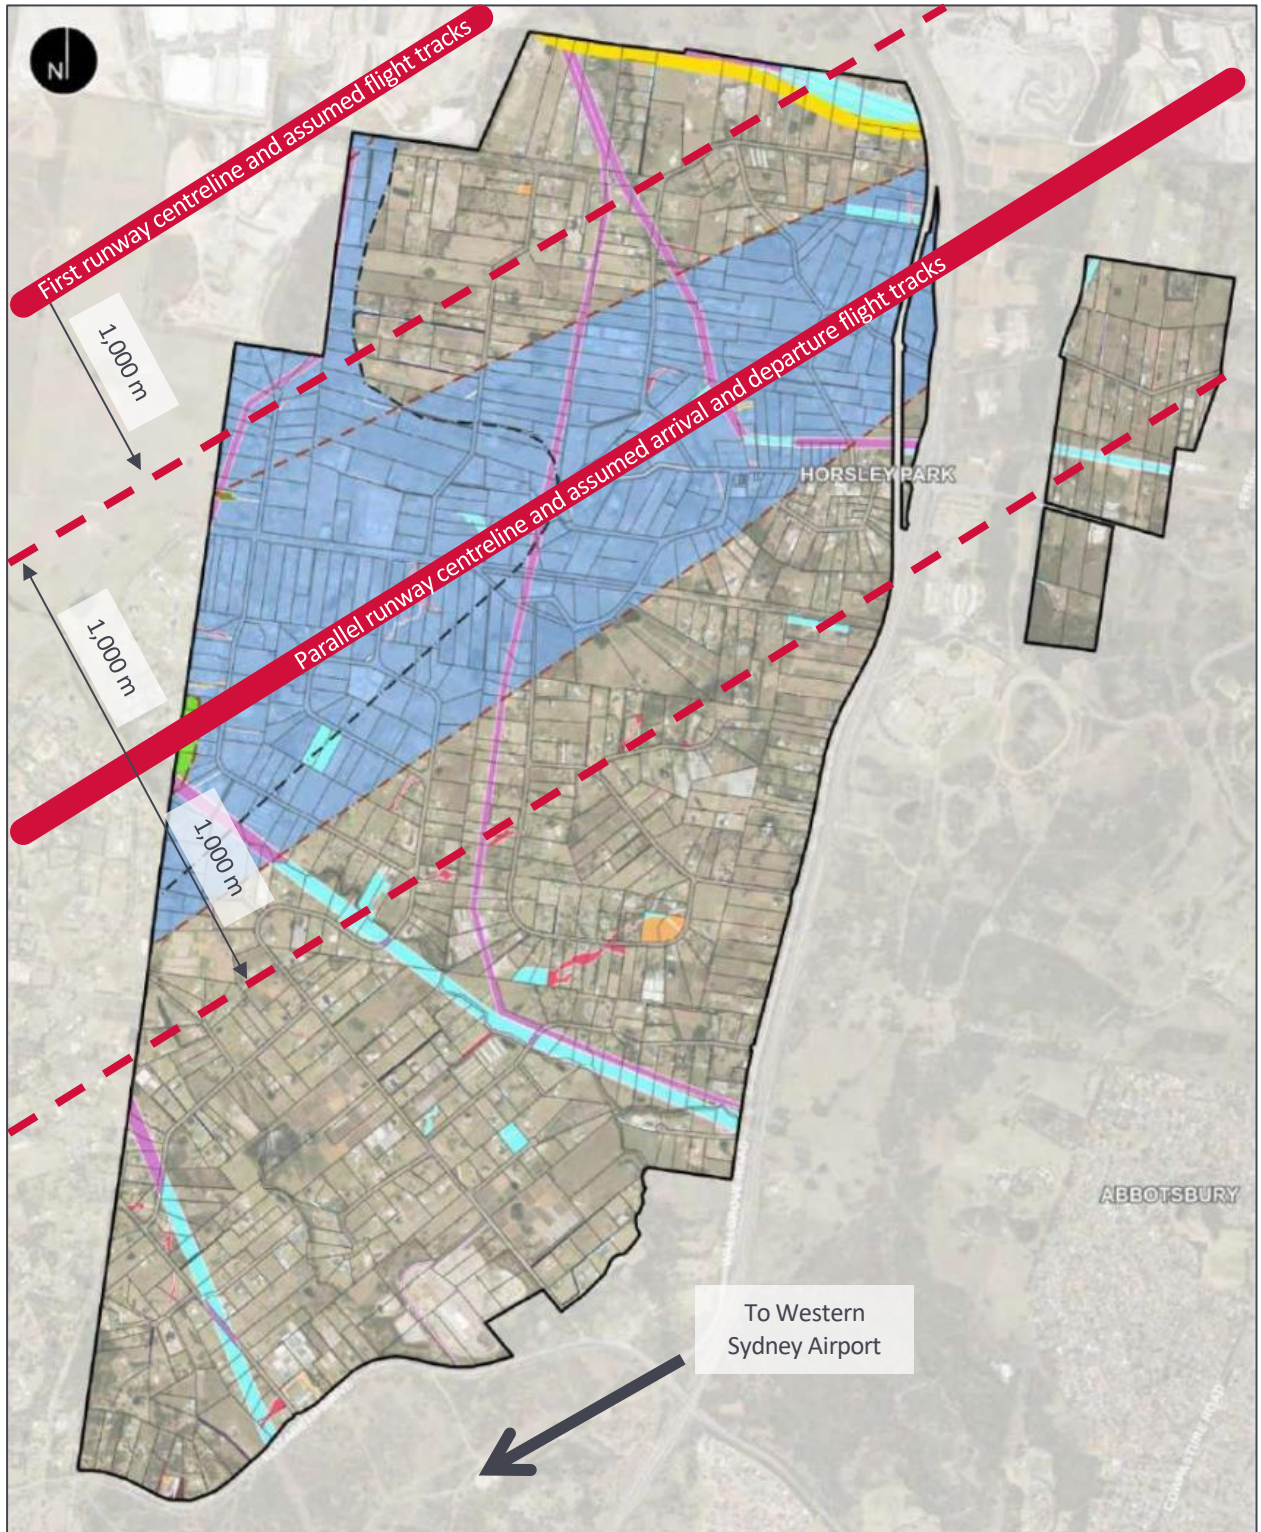 N
First runway centreline and assumed flight tracks
1,000 m
HORSLEY PARK
Parallel runway centreline and assumed arrival and departure flight tracks
1,000 m
1,000 m
ABBOTSBURY
To Western
Sydney Airport